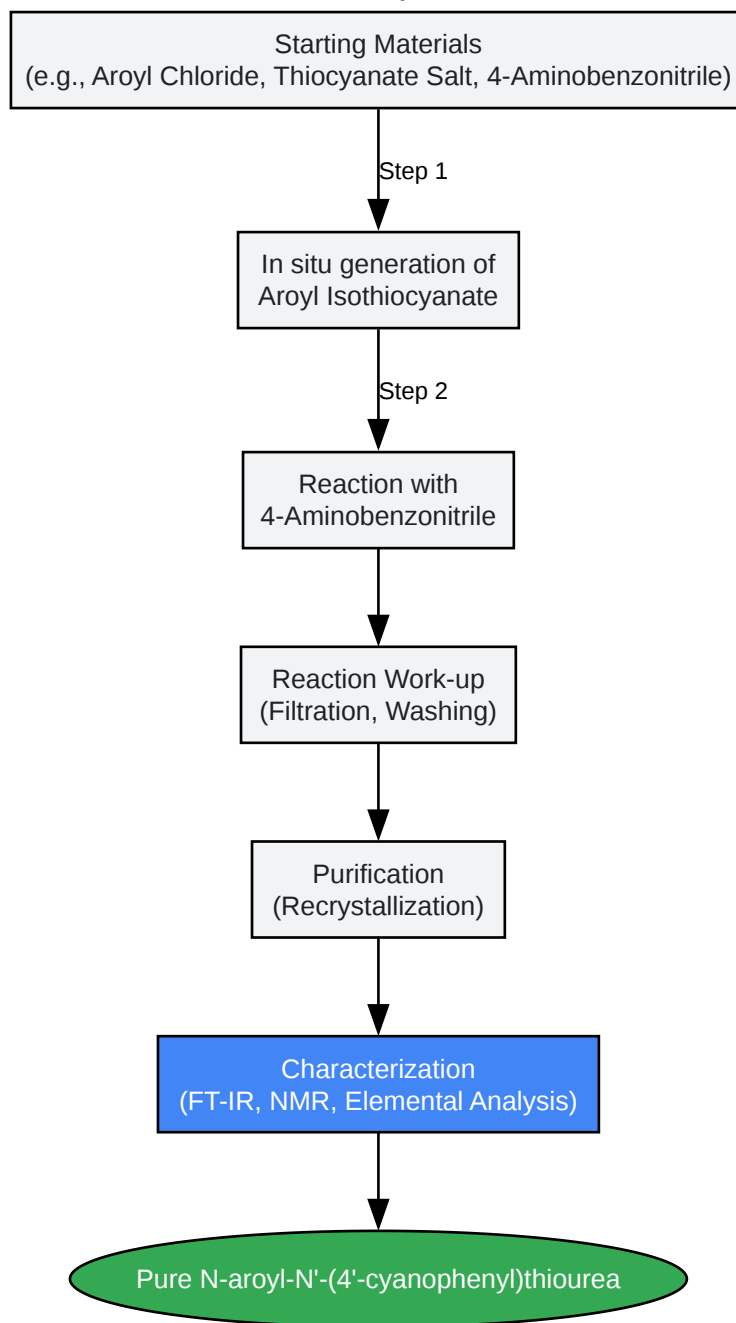 Starting Materials
(e.g., Aroyl Chloride, Thiocyanate Salt, 4-Aminobenzonitrile)
Step 1
In situ generation of
Aroyl Isothiocyanate
Step 2
Reaction with
4-Aminobenzonitrile
Reaction Work-up
(Filtration, Washing)
Purification
(Recrystallization)
Characterization
(FT-IR, NMR, Elemental Analysis)
Pure N-aroyl-N'-(4'-cyanophenyl)thiourea